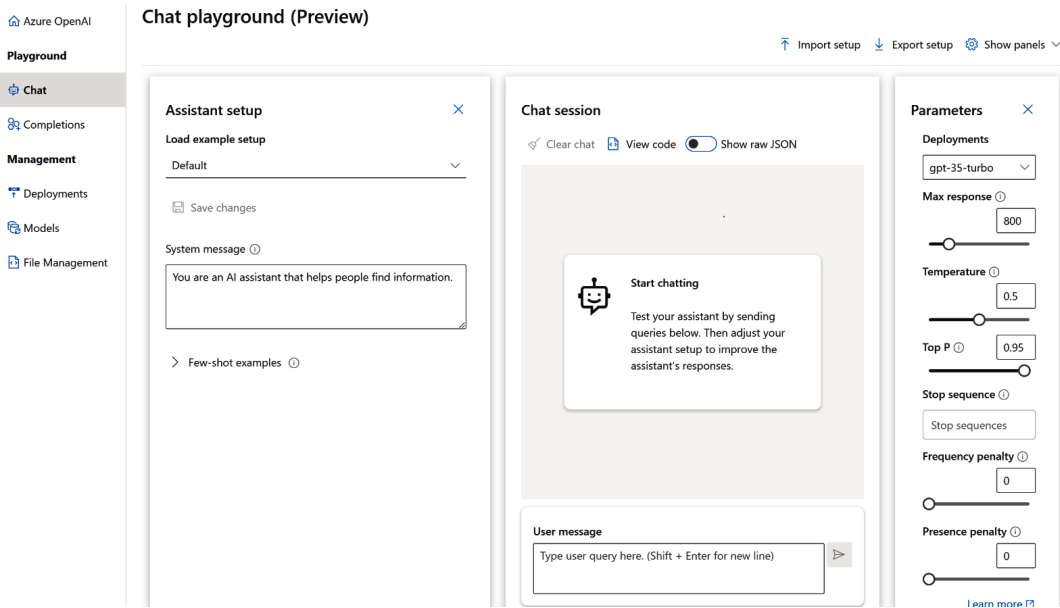 Azure OpenAI
Playground
Chat
Completions
Management
Deployments
Models
File Management
Chat playground (Preview)
Import setup
Export setup
Show panels
Assistant setup
Load example setup
Default
Save changes
System message
You are an AI assistant that helps people find information.
Few-shot examples
Chat session
Clear chat
View code
Show raw JSON
Start chatting
Test your assistant by sending
queries below. Then adjust your
assistant setup to improve the
assistant's responses.
User message
Type user query here. (Shift + Enter for new line)
Parameters
Deployments
gpt-35-turbo
Max response
800
Temperature
0.5
Top P
0.95
Stop sequence
Stop sequences
Frequency penalty
0
Presence penalty
0
Learn more